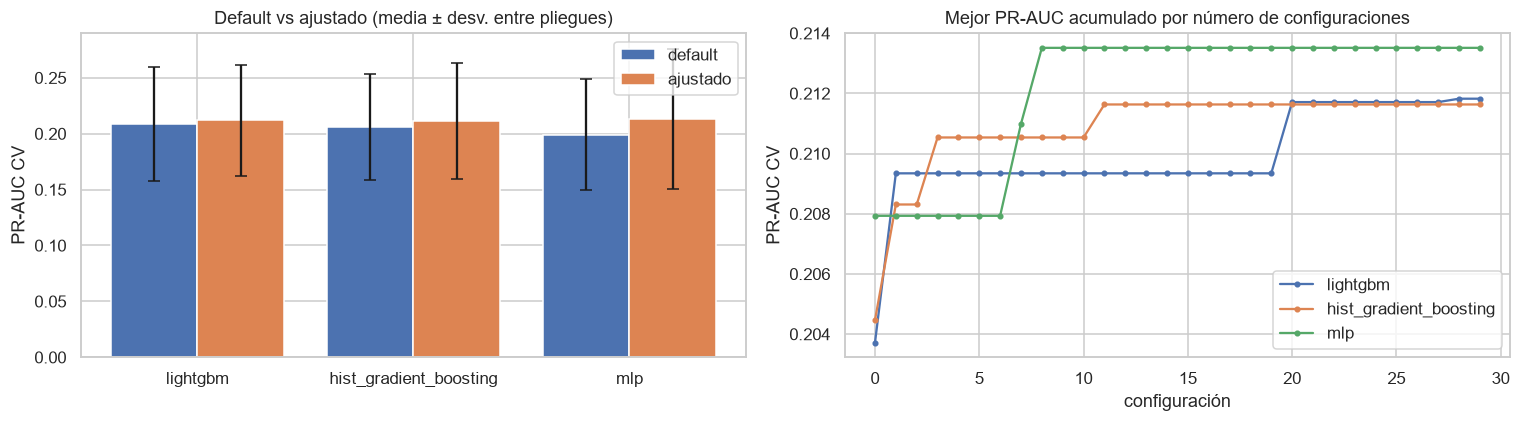 Default vs ajustado (media ± desv. entre pliegues)
default
ajustado
PR-AUC CV
0.25
0.20
0.15
0.10
0.05
0.00
lightgbm
hist_gradient_boosting
mlp
Mejor PR-AUC acumulado por número de configuraciones
PR-AUC CV
0.214
0.212
0.210
0.208
0.206
0.204
lightgbm
hist_gradient_boosting
mlp
0
5
10
15
20
25
30
configuración